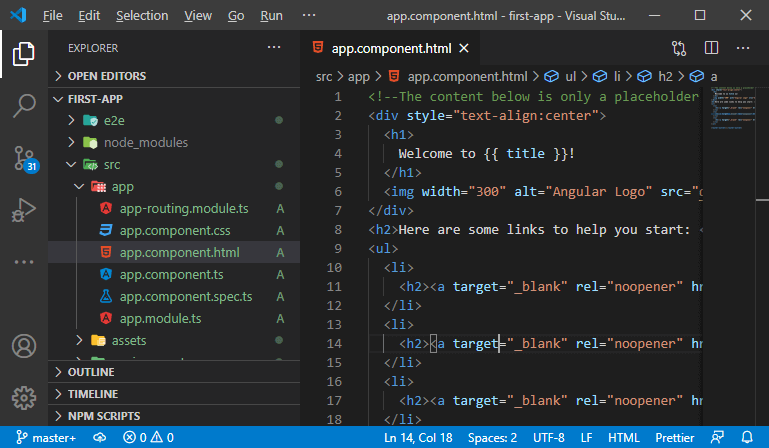 File Edit Selection View Go Run ··· app.component.html - first-app - Visual Stu...
EXPLORER ···
OPEN EDITORS
FIRST-APP
e2e
node_modules
src
app
app-routing.module.ts A
app.component.css A
app.component.html A
app.component.ts A
app.component.spec.ts A
app.module.ts A
assets
OUTLINE
TIMELINE
NPM SCRIPTS
31
app.component.html
src > app > app.component.html > ul > li > h2 > a
1 <!--The content below is only a placeholder
2 <div style="text-align:center">
3 <h1>
4 Welcome to {{ title }}!
5 </h1>
6 <img width="300" alt="Angular Logo" src="
7 </div>
8 <h2>Here are some links to help you start: <
9 <ul>
10 <li>
11 <h2><a target="_blank" rel="noopener" hr
12 </li>
13 <li>
14 <h2><a target="_blank" rel="noopener" hr
15 </li>
16 <li>
17 <h2><a target="_blank" rel="noopener" hr
18 </li>
master+ 0 0 Ln 14, Col 18 Spaces: 2 UTF-8 LF HTML Prettier